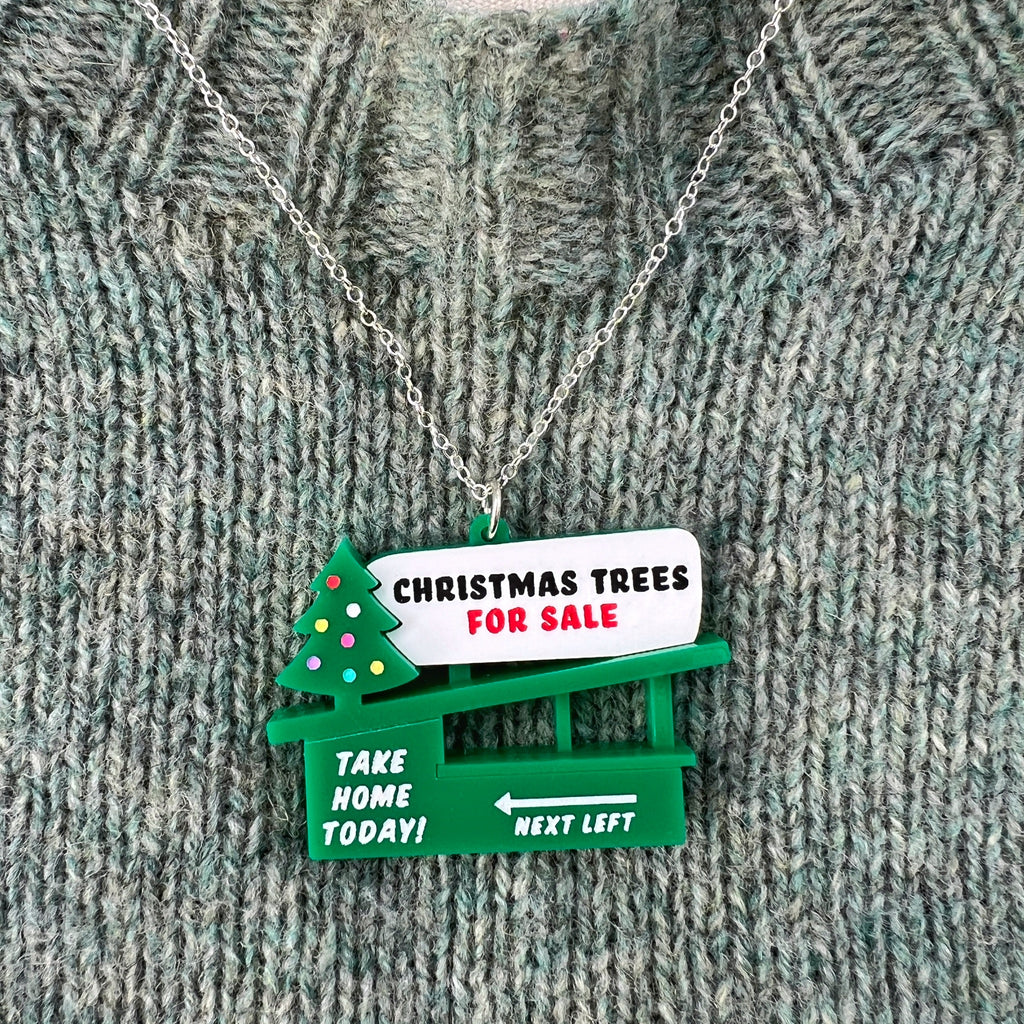 CHRISTMAS TREES
FOR SALE
TAKE
HOME
TODAY!
NEXT LEFT